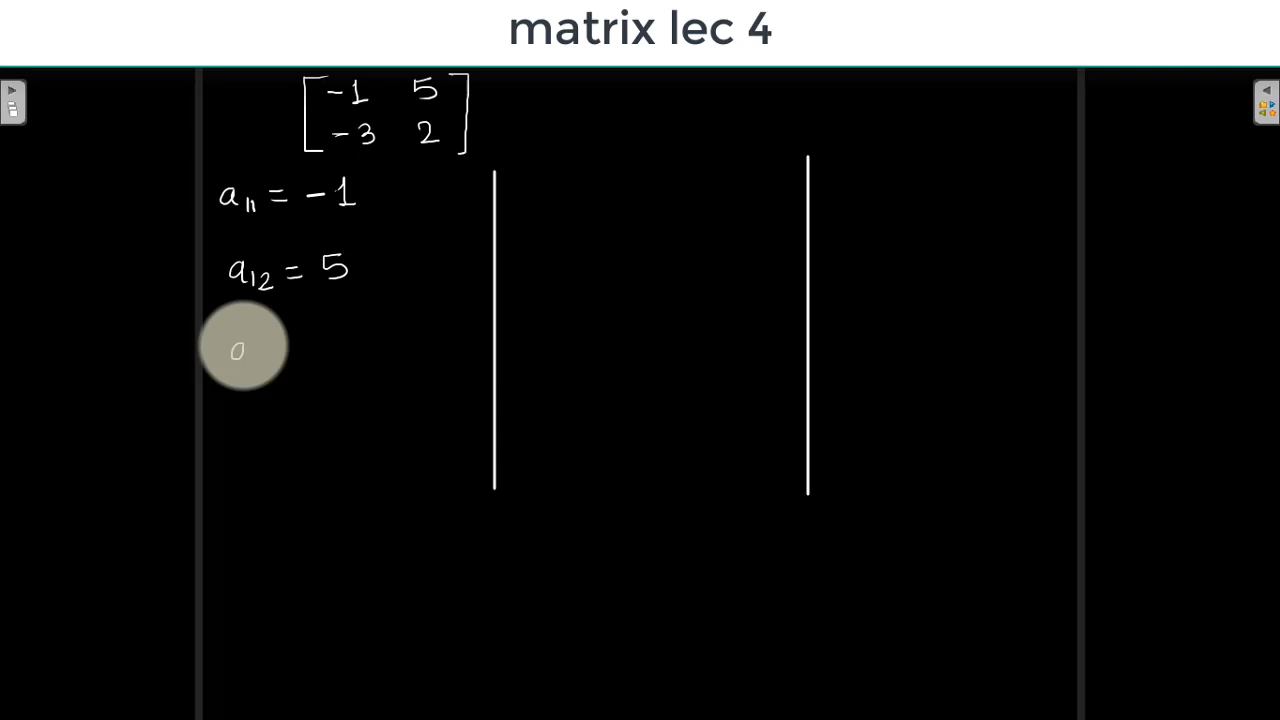 matrix lec 4
-1 5
-3 2
a11 = -1
a12 = 5
a